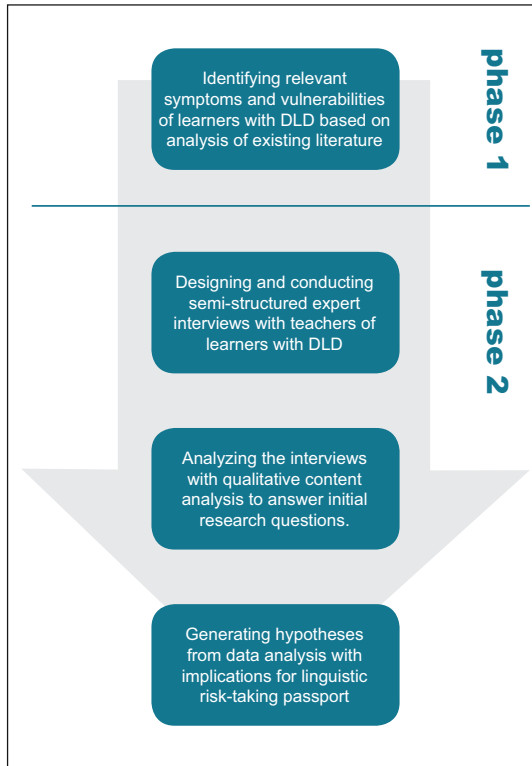 Identifying relevant
symptoms and vulnerabilities
of learners with DLD based on
analysis of existing literature
phase 1
Designing and conducting
semi-structured expert
interviews with teachers of
learners with DLD
phase 2
Analyzing the interviews
with qualitative content
analysis to answer initial
research questions.
Generating hypotheses
from data analysis with
implications for linguistic
risk-taking passport